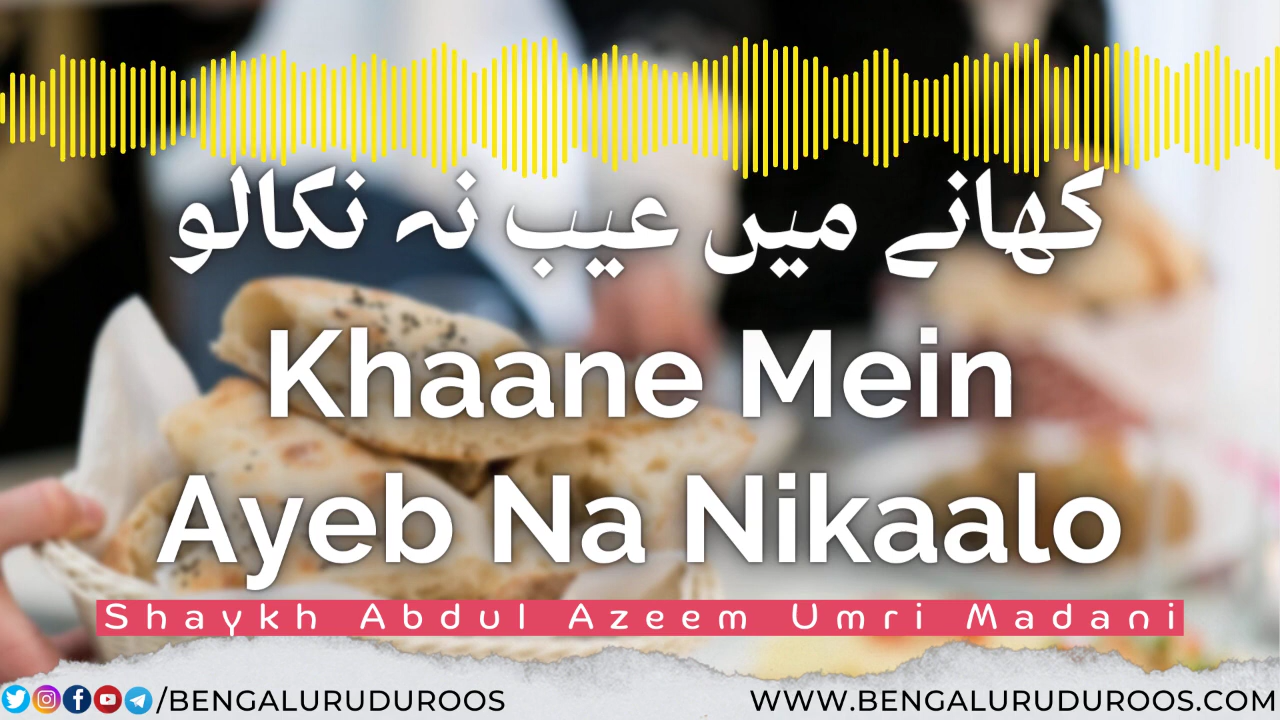 کھانے میں عیب نہ نکالو
Khaane Mein
Ayeb Na Nikaalo
Shaykh Abdul Azeem Umri Madani
/BENGALURUDUROOS
WWW.BENGALURUDUROOS.COM